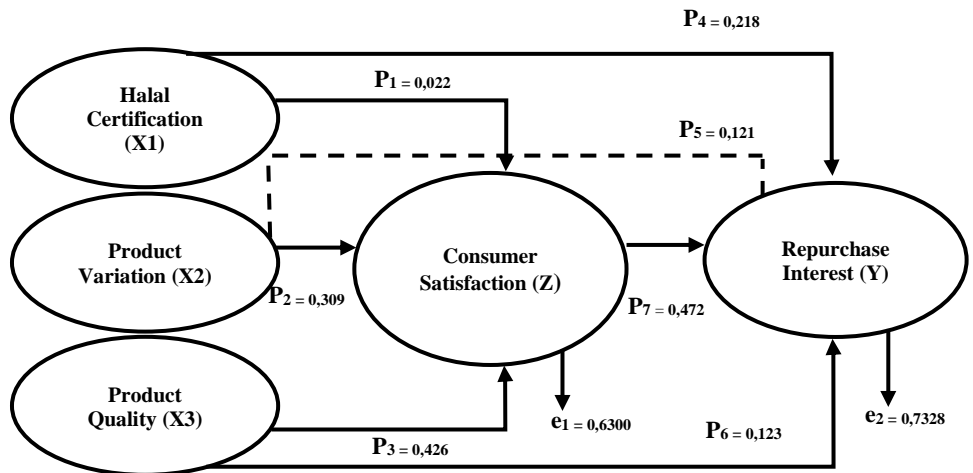 P4 = 0,218
Halal
Certification
(X1)
P1 = 0,022
P5 = 0,121
Product
Variation (X2)
P2 = 0,309
Consumer
Satisfaction (Z)
P7 = 0,472
Repurchase
Interest (Y)
Product
Quality (X3)
P3 = 0,426
e1 = 0,6300
P6 = 0,123
e2 = 0,7328